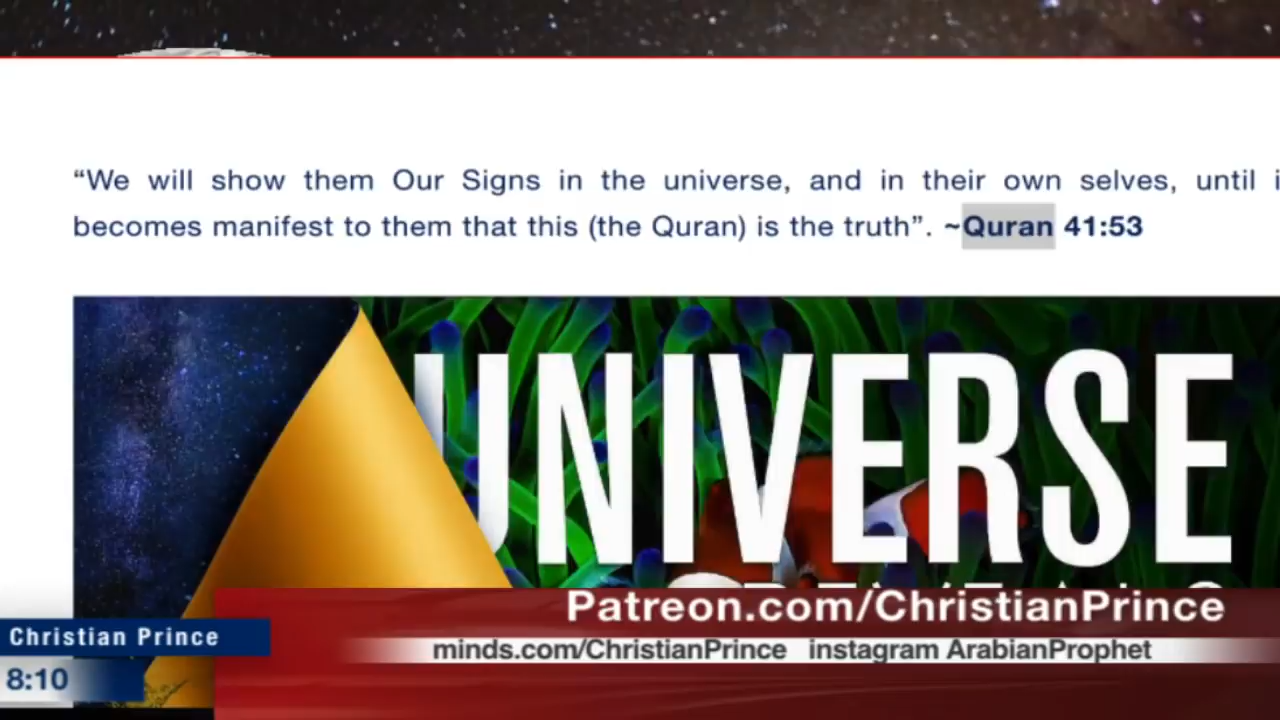 “We will show them Our Signs in the universe, and in their own selves, until
becomes manifest to them that this (the Quran) is the truth”. ~Quran 41:53
UNIVERSE
Patreon.com/ChristianPrince
Christian Prince
minds.com/ChristianPrince instagram ArabianProphet
8:10